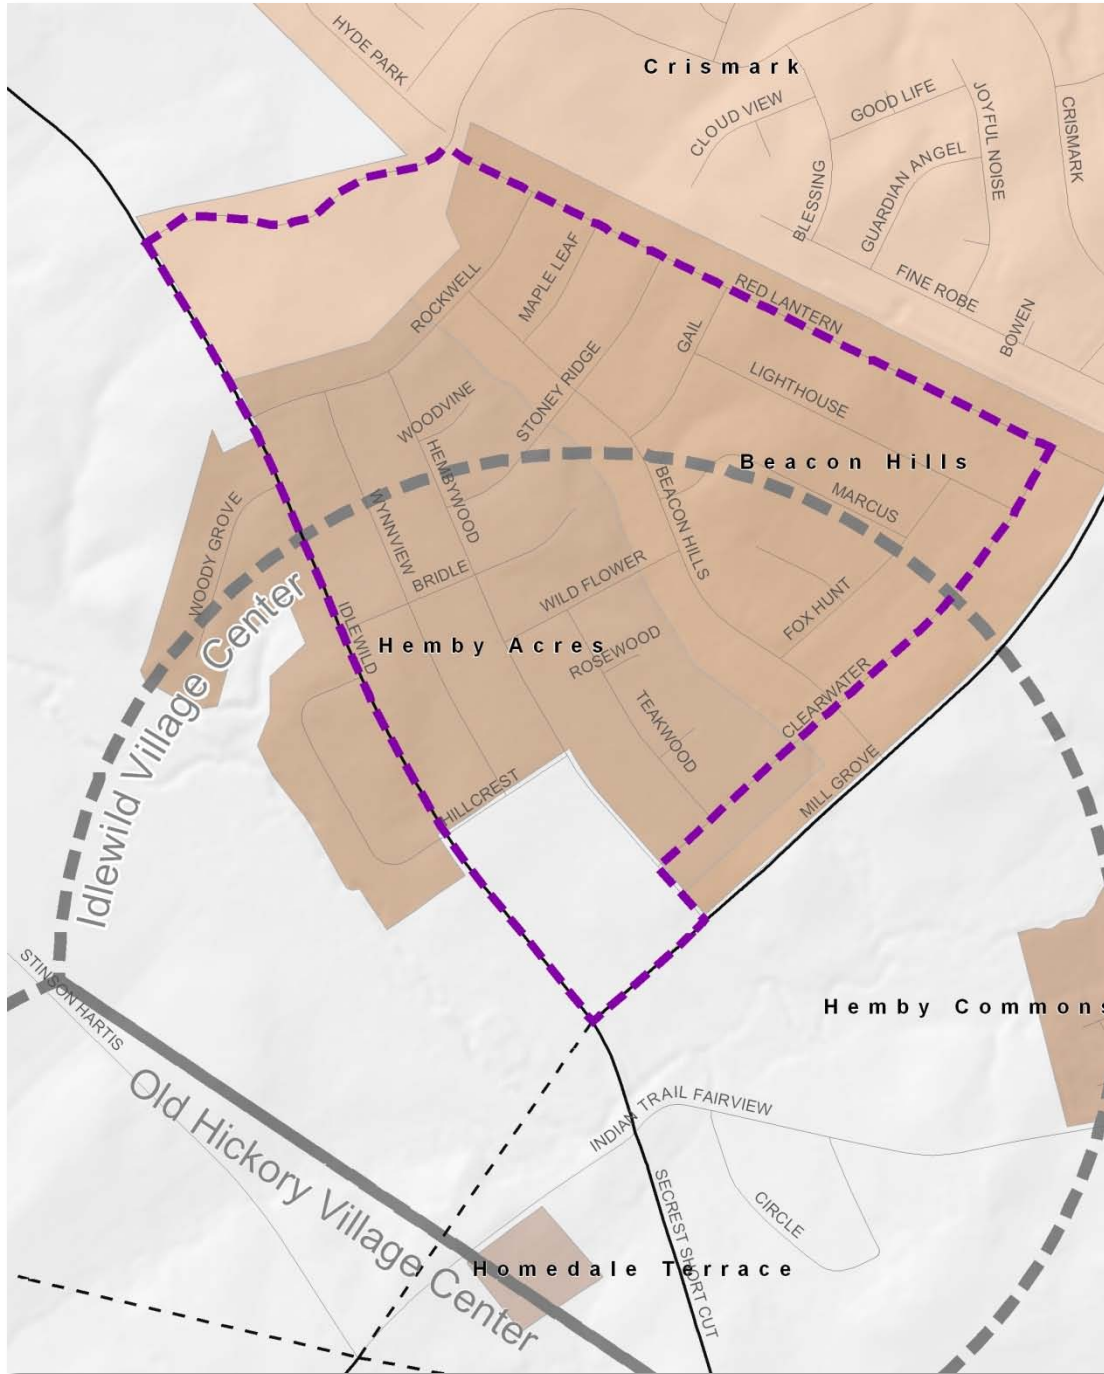 HYDE PARK
Crismark
CLOUD VIEW
GOOD LIFE
JOYFUL NOISE
CRISMARK
BLESSING
GUARDIAN ANGEL
FINE ROBE
BOWEN
RED LANTERN
MAPLE LEAF
ROCKWELL
GAIL
LIGHTHOUSE
STONEY RIDGE
WOODVINE
HEMBYWOOD
Beacon Hills
BEACON HILLS
MARCUS
WYNNVIEW
WOODY GROVE
BRIDLE
WILD FLOWER
FOX HUNT
IDLEWILD
Hemby Acres
ROSEWOOD
TEAKWOOD
CLEARWATER
MILL GROVE
HILLCREST
Idlewild Village Center
STINSON HARTIS
Hemby Commons
Old Hickory Village Center
INDIAN TRAIL FAIRVIEW
CIRCLE
SECREST SHORT CUT
Homedale Terrace